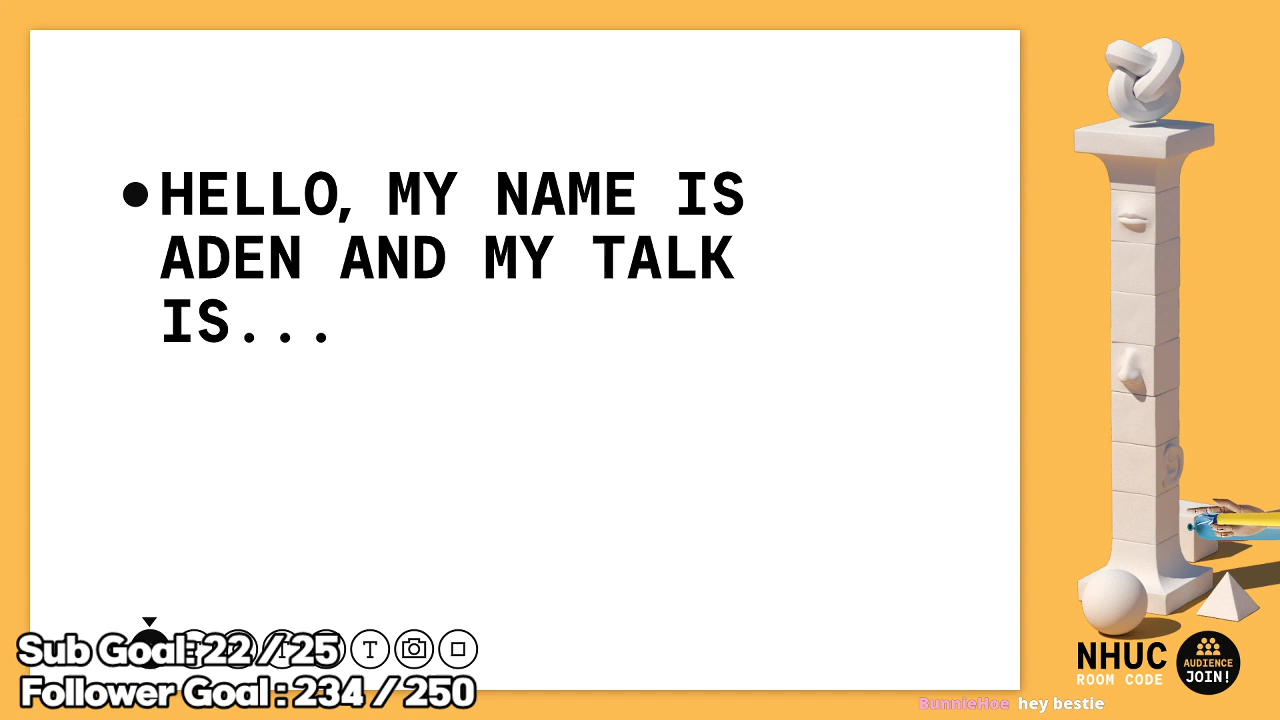 HELLO, MY NAME IS
ADEN AND MY TALK
IS...
T
Sub Goal: 22 / 25
Follower Goal : 234 / 250
NHUC
ROOM CODE
AUDIENCE
JOIN!
BunnieHoe hey bestie